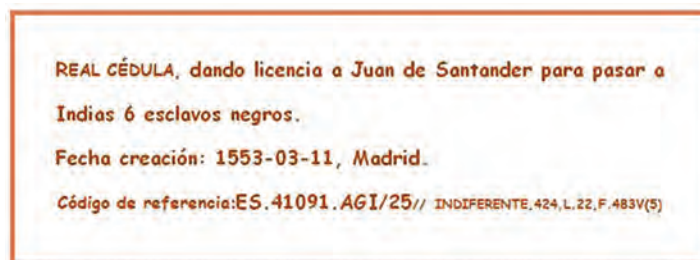 REAL CÉDULA, dando licencia a Juan de Santander para pasar a
Indias 6 esclavos negros.
Fecha creación: 1553-03-11, Madrid.
Código de referencia:ES.41091.AGI/25// INDIFERENTE,424,L.22,F.483V(5)